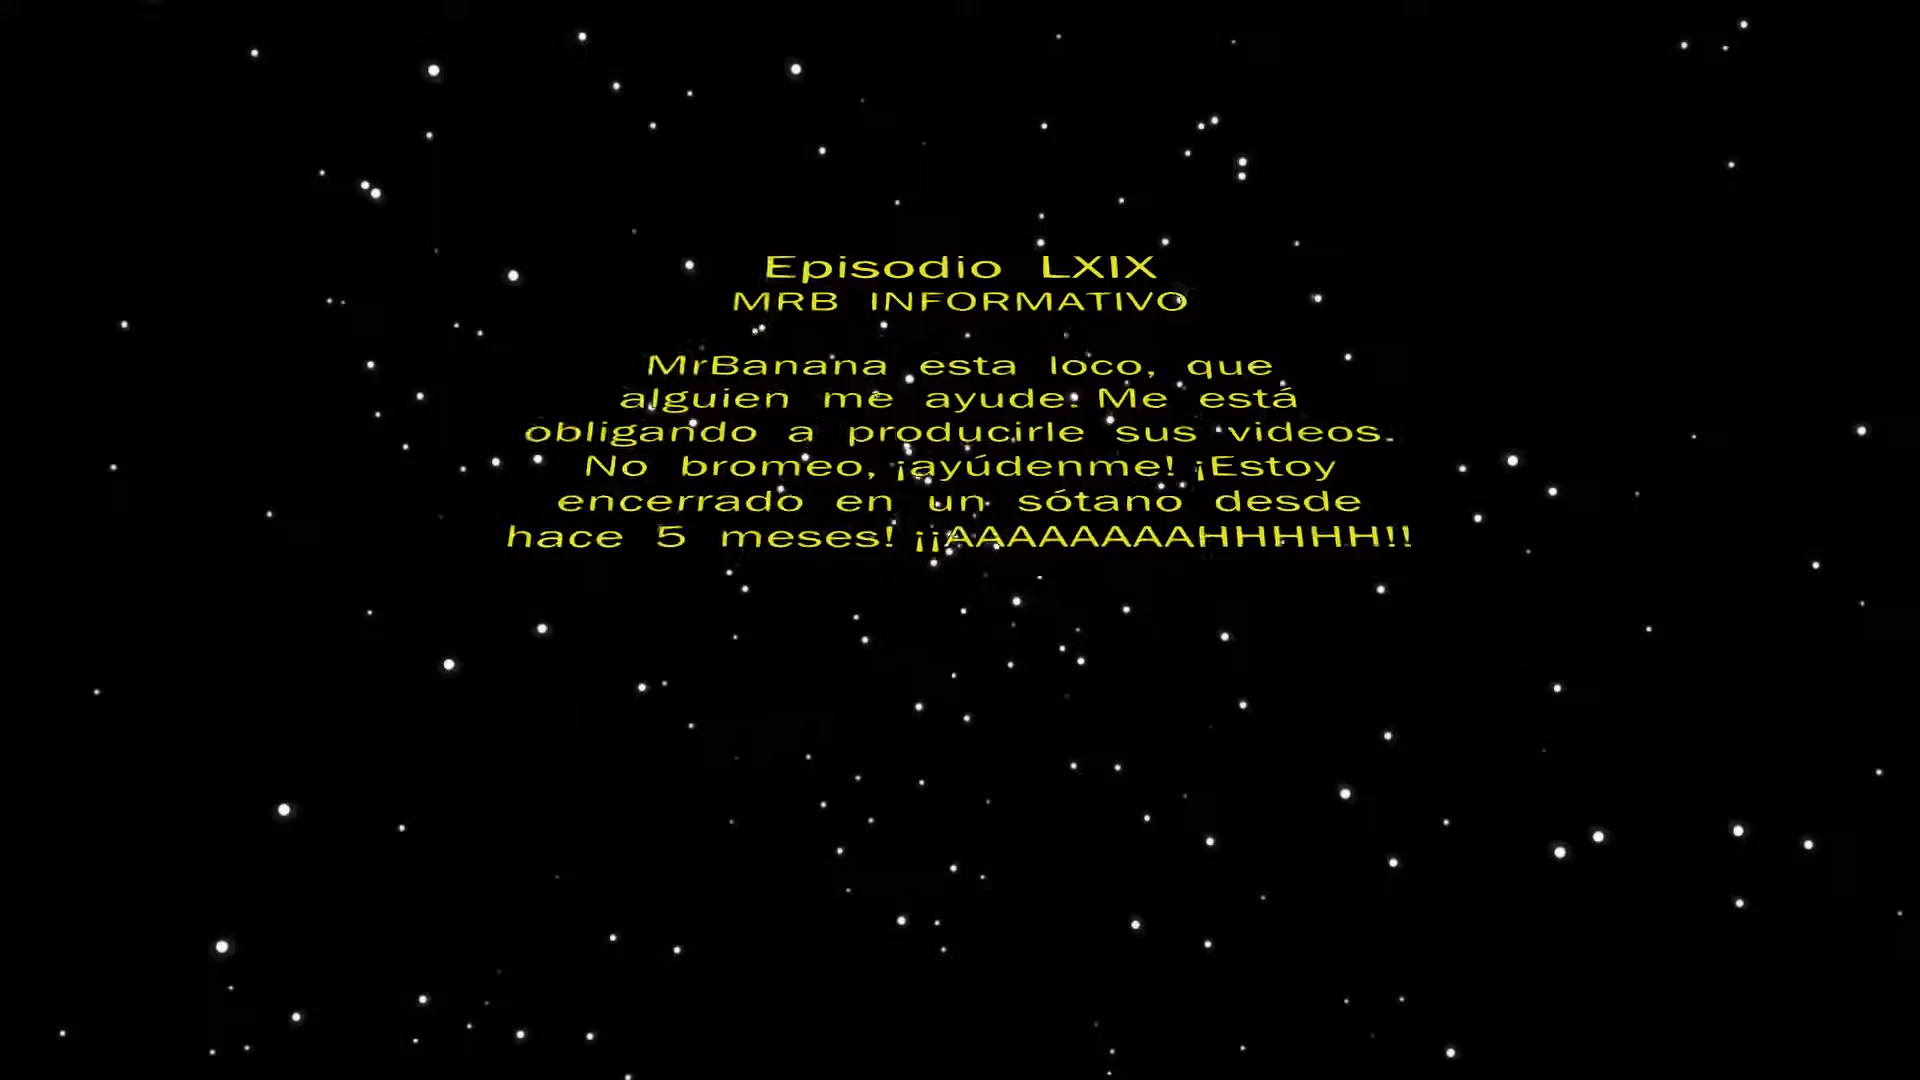 Episodio LXIX
MRB INFORMATIVO
MrBanana esta loco, que
alguien me ayude. Me está
obligando a producirle sus videos.
No bromeo, ¡ayúdenme! ¡Estoy
encerrado en un sótano desde
hace 5 meses! ¡¡AAAAAAAAHHHHH!!